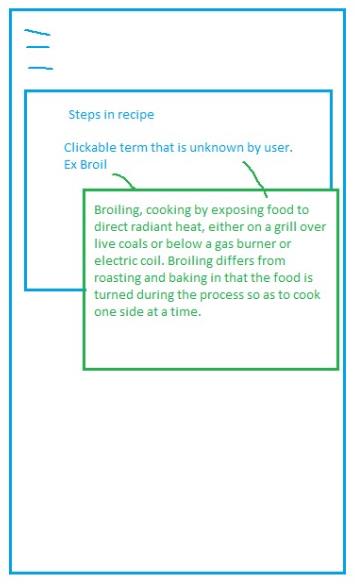 Steps in recipe
Clickable term that is unknown by user.
Ex Broil
Broiling, cooking by exposing food to
direct radiant heat, either on a grill over
live coals or below a gas burner or
electric coil. Broiling differs from
roasting and baking in that the food is
turned during the process so as to cook
one side at a time.